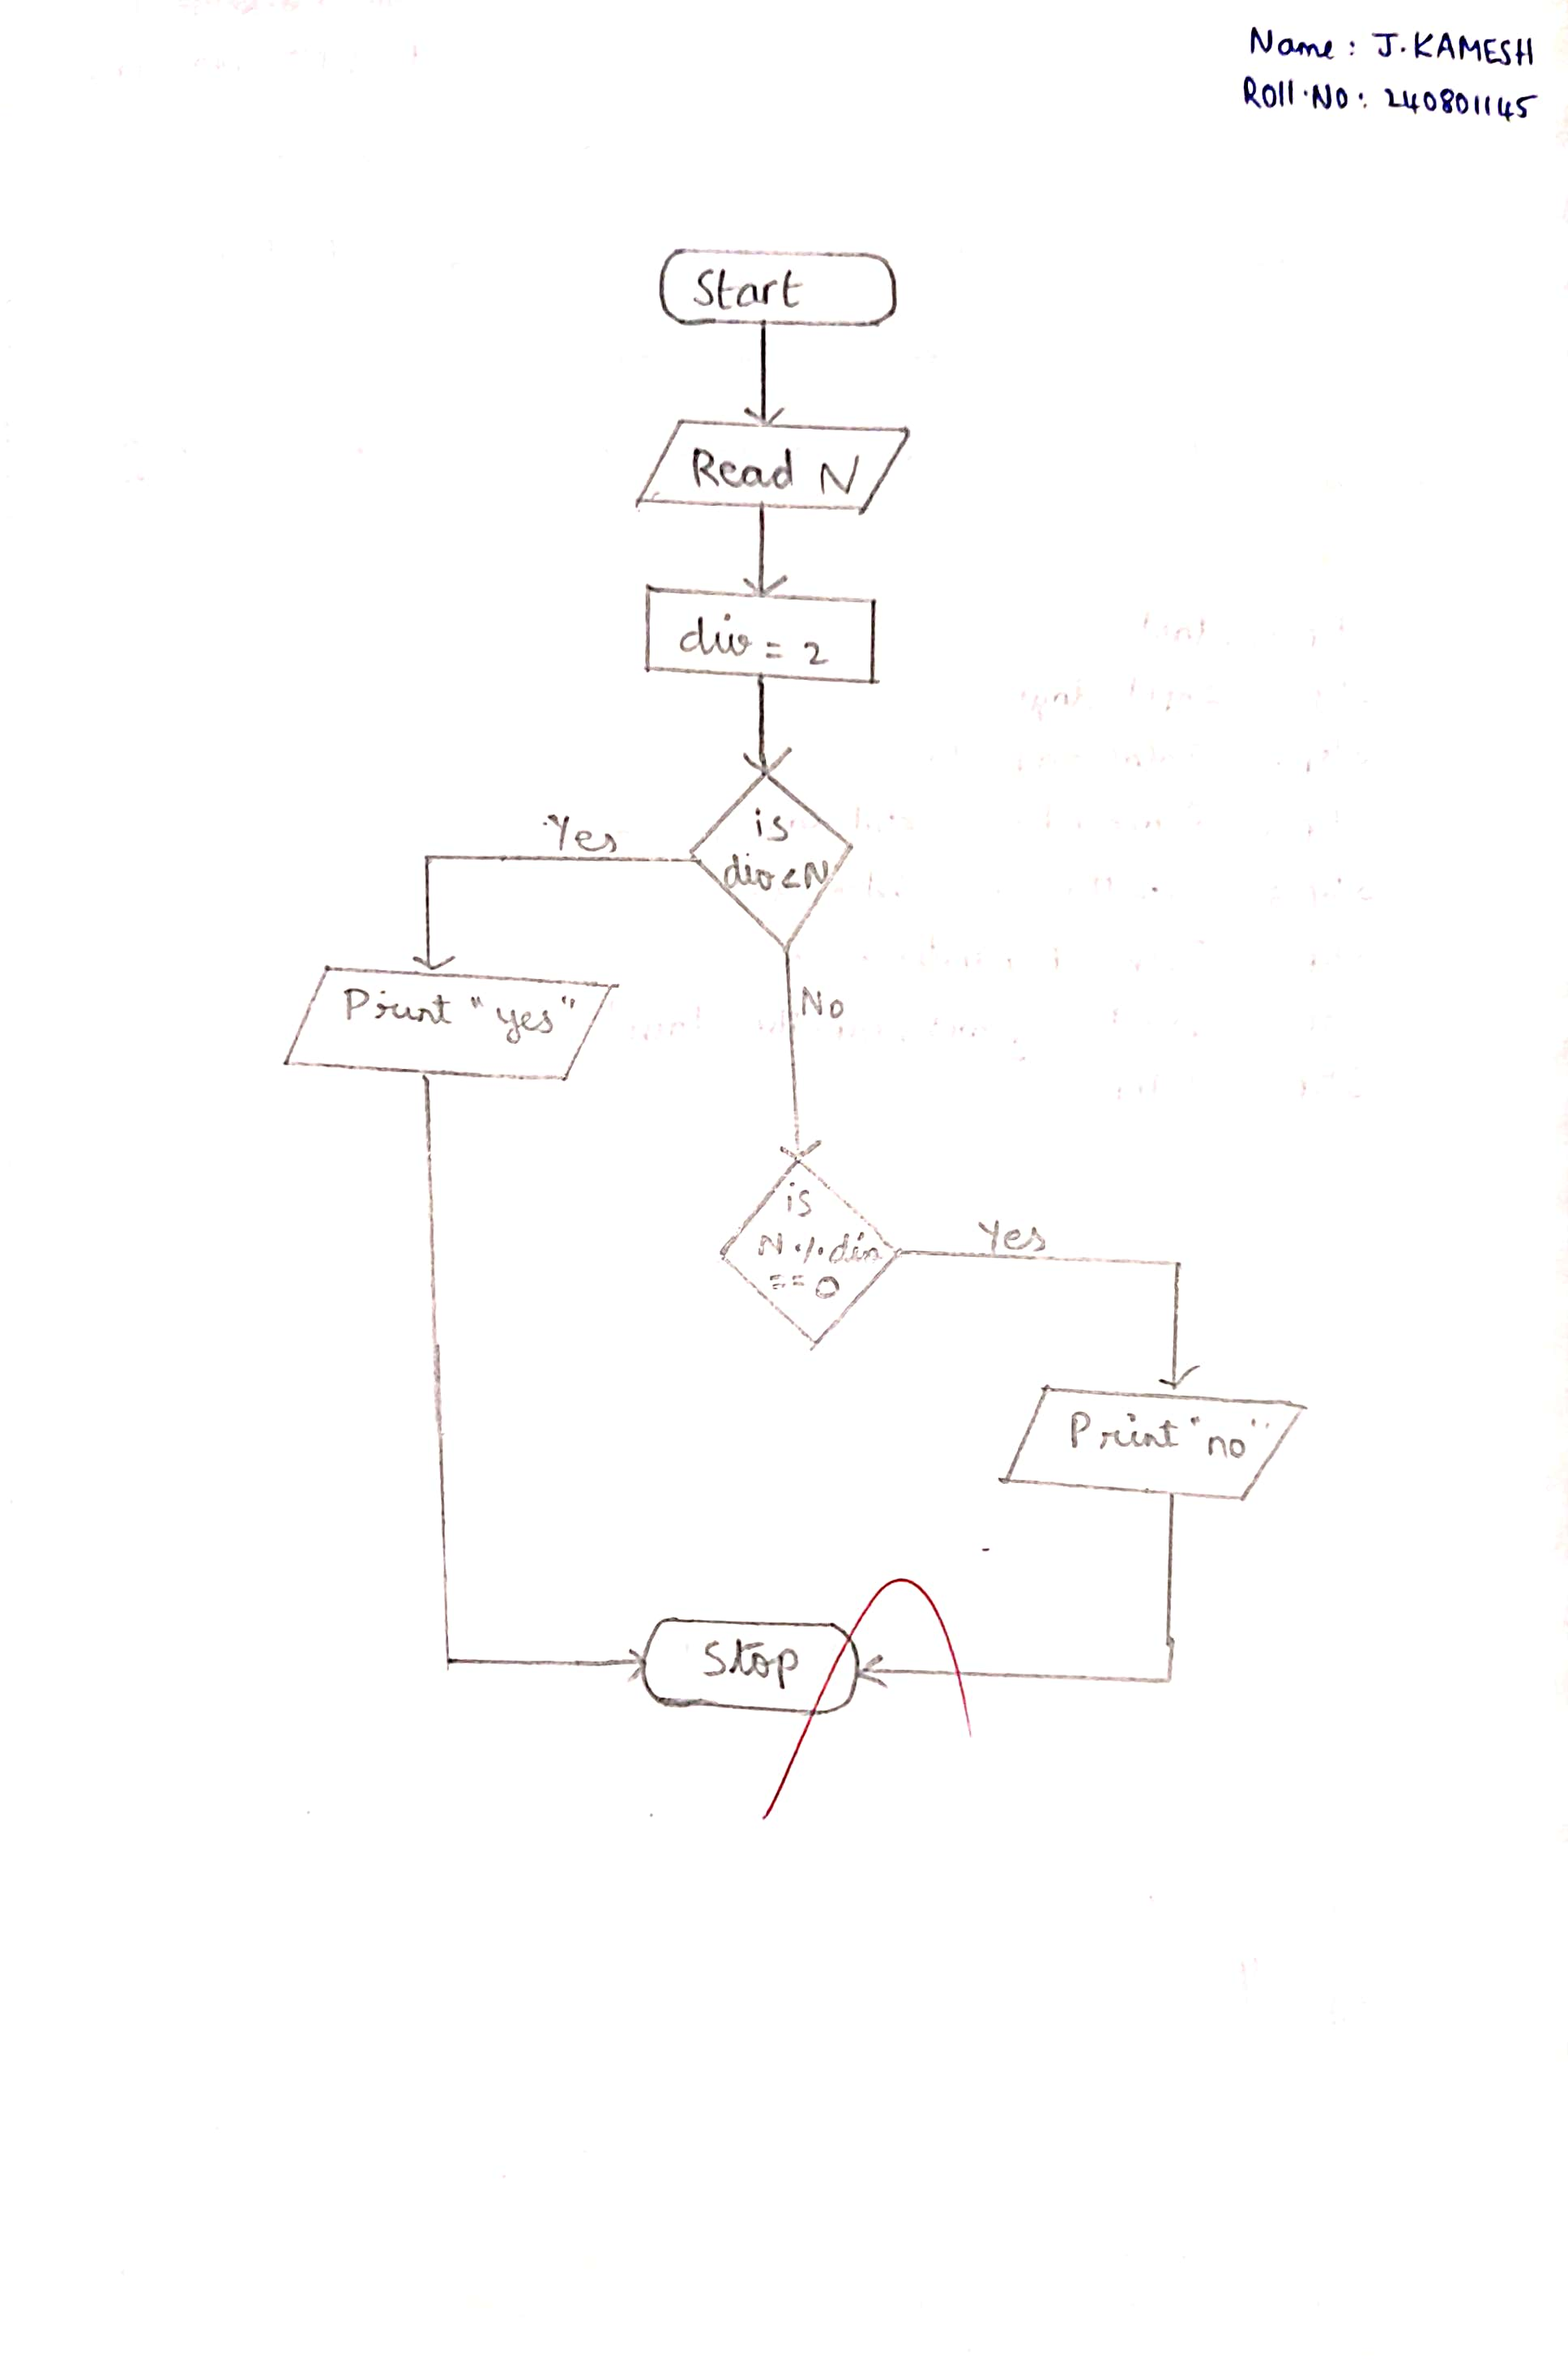 Name: J.KAMESH
Roll.No: 240801145
Start
Read N
div = 2
is
div < N
Yes
Print "yes"
No
is
N % div
== 0
Yes
Print "no"
Stop